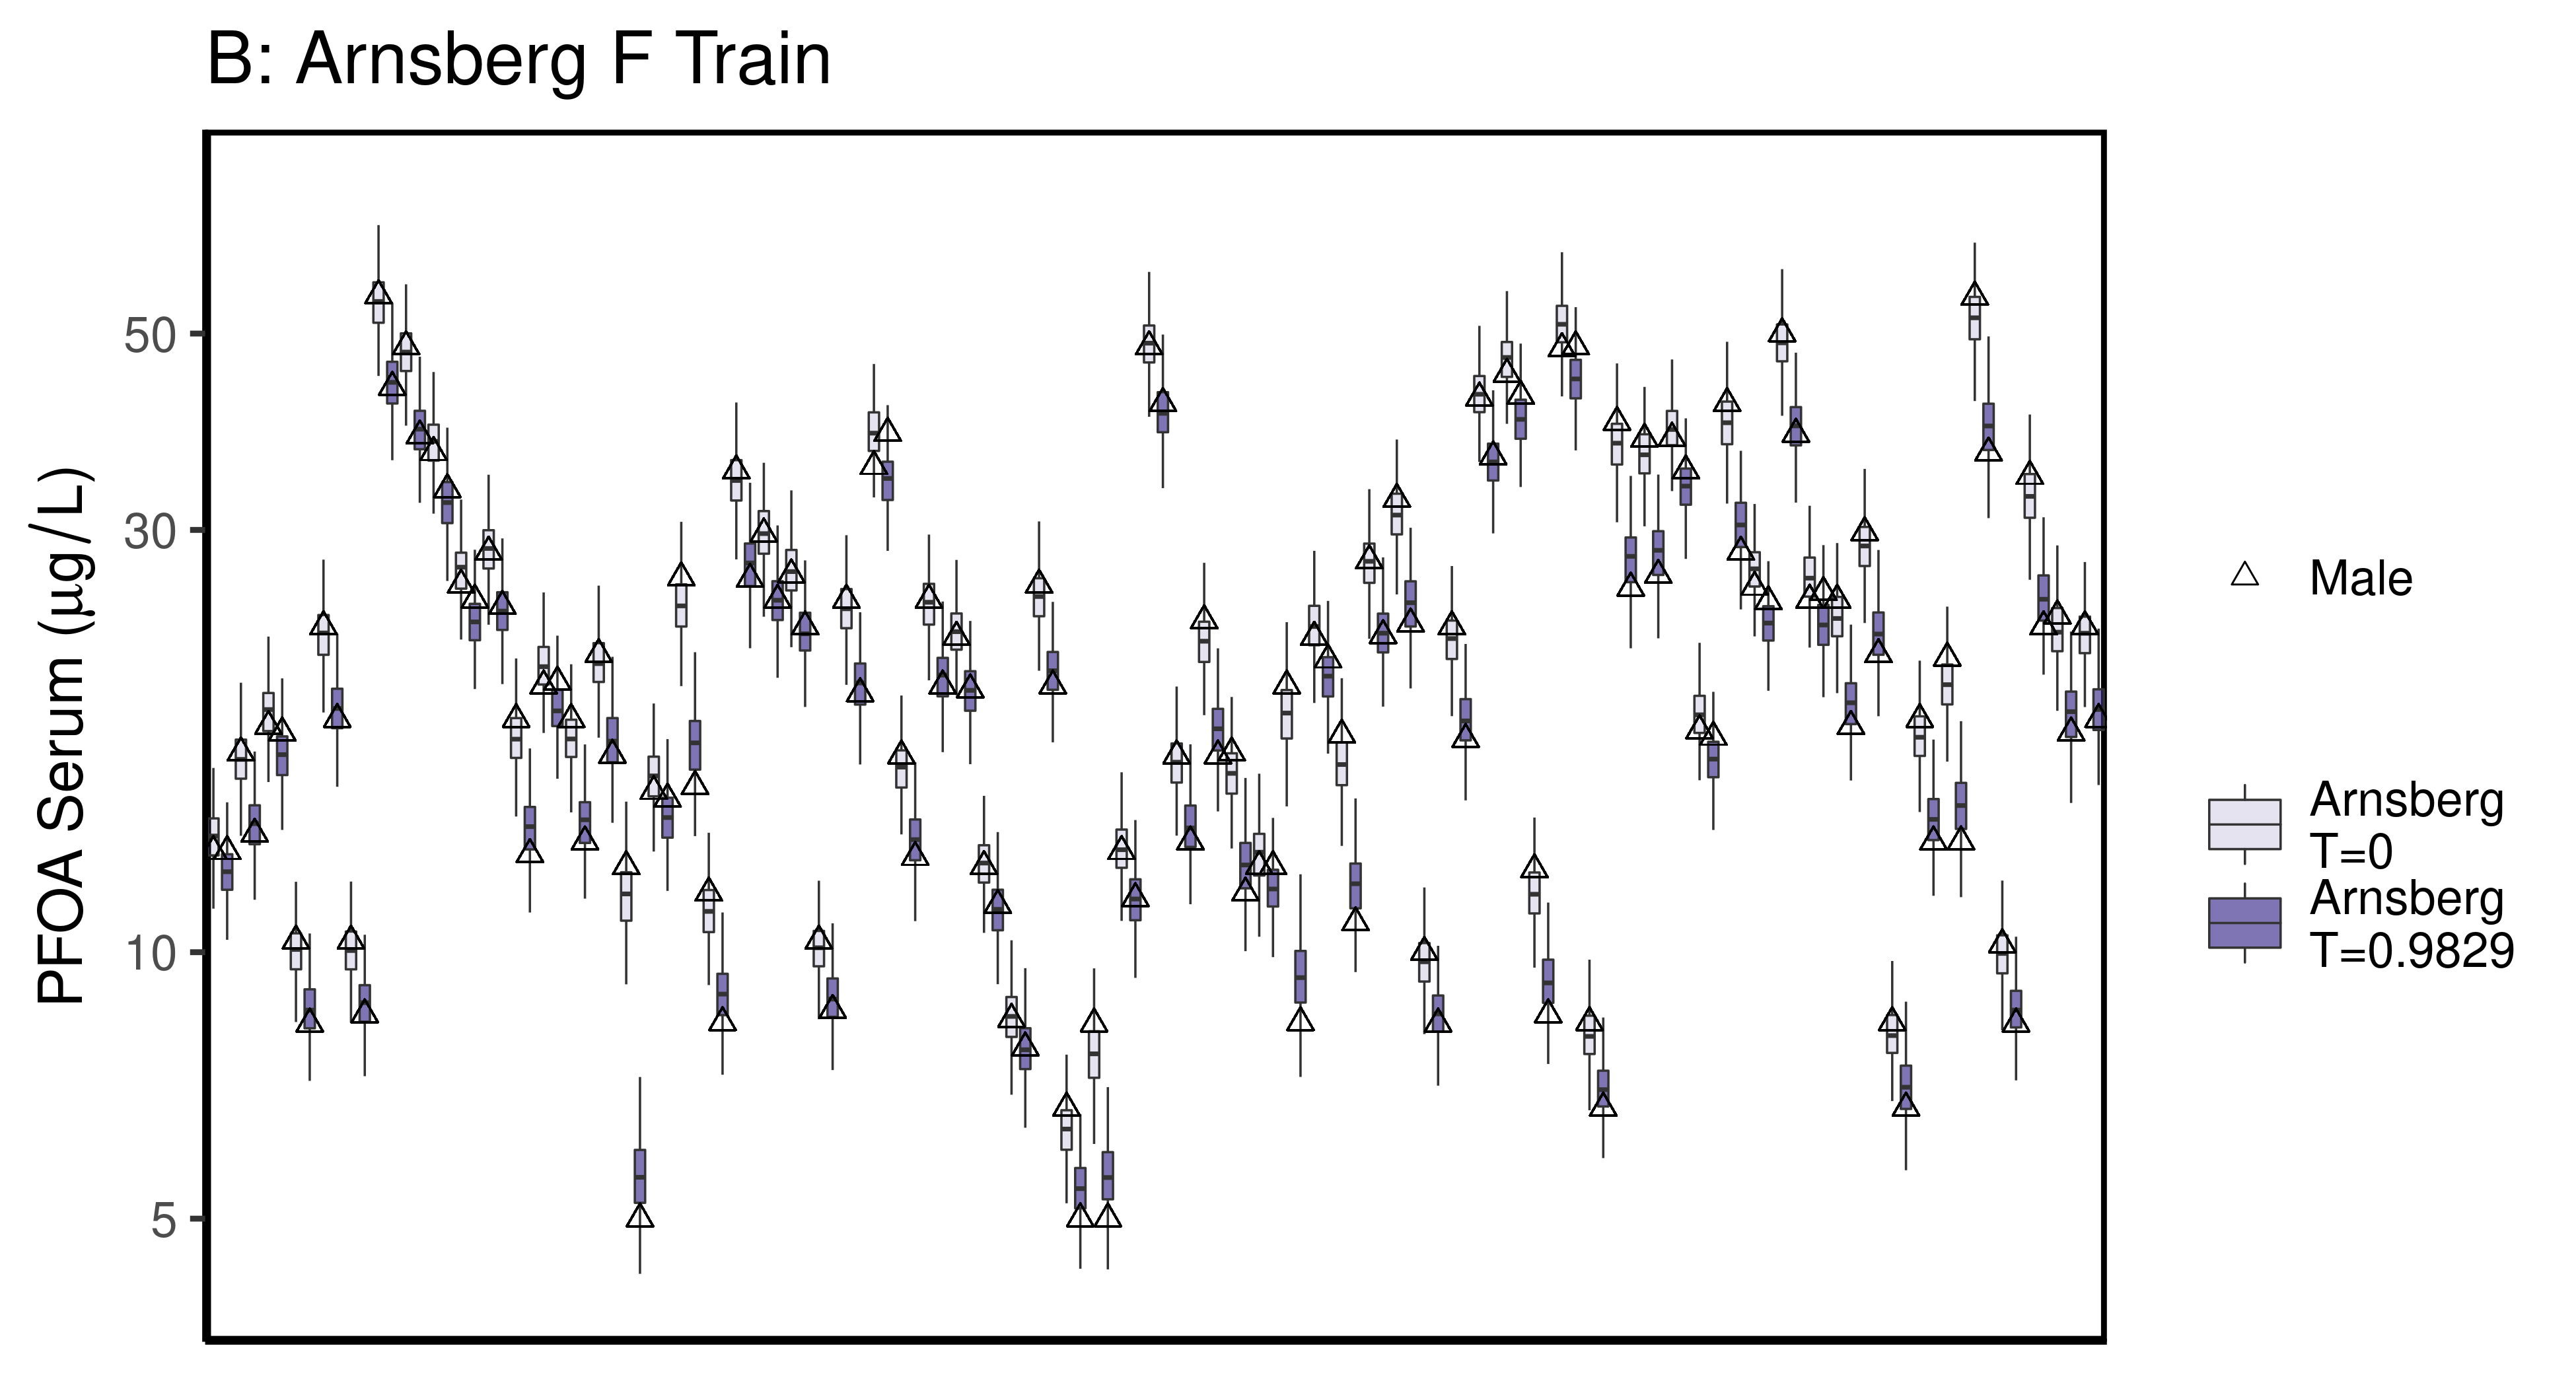 B: Arnsberg F Train
PFOA Serum (μg/L)
50
30
10
5
Male
Arnsberg
T=0
Arnsberg
T=0.9829